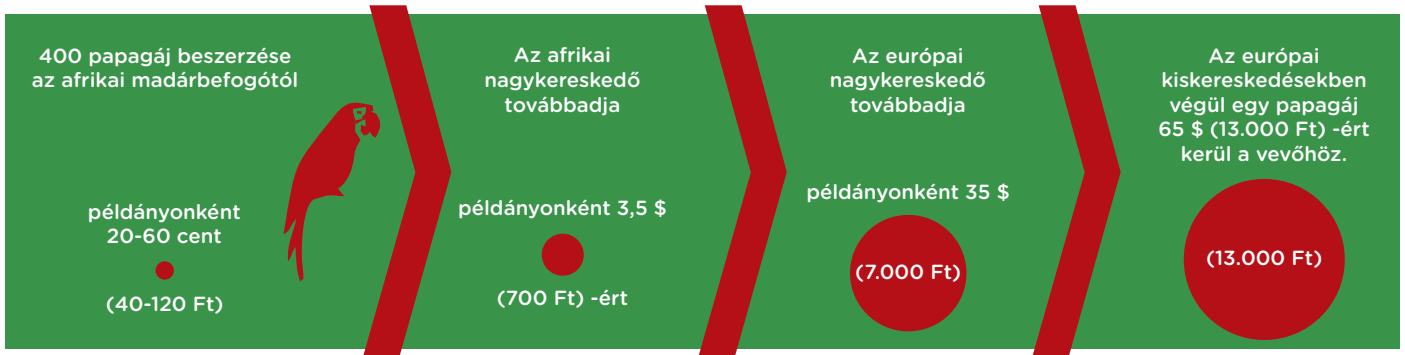 400 papagáj beszerzése
az afrikai madárbefogótól
példányonként
20-60 cent
(40-120 Ft)
Az afrikai
nagykereskedő
továbbadja
példányonként 3,5 $
(700 Ft) -ért
Az európai
nagykereskedő
továbbadja
példányonként 35 $
(7.000 Ft)
Az európai
kiskereskedésekben
végül egy papagáj
65 $ (13.000 Ft) -ért
kerül a vevőhöz.
(13.000 Ft)